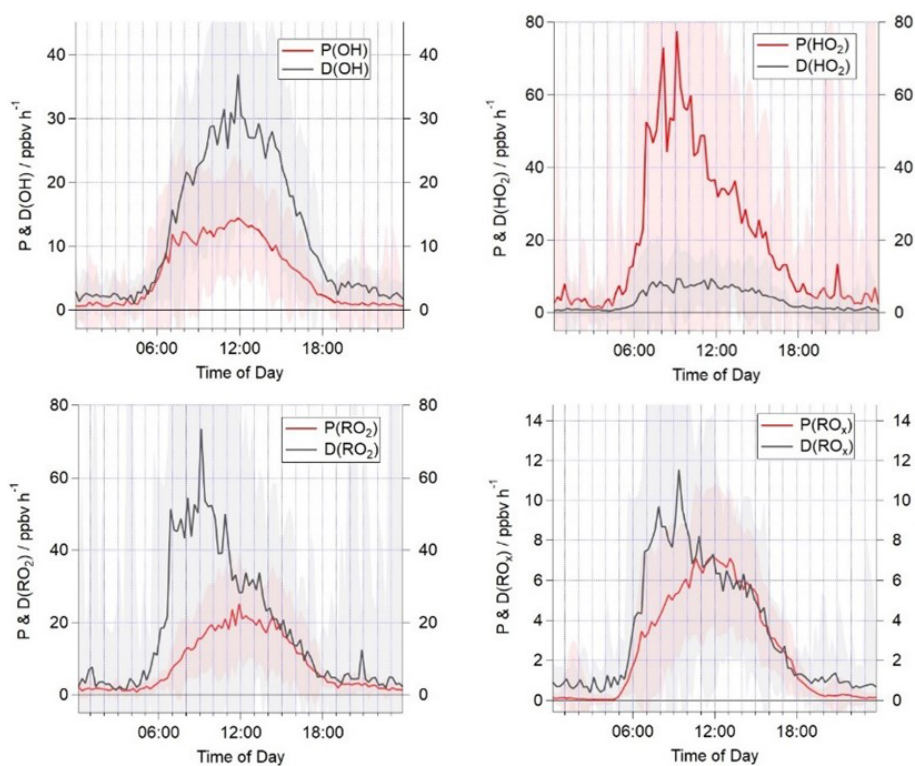 P(OH)
D(OH)
P & D(OH) / ppbv h⁻¹
40
30
20
10
0
40
30
20
10
0
06:00 12:00 18:00
Time of Day
P(HO₂)
D(HO₂)
P & D(HO₂) / ppbv h⁻¹
80
60
40
20
0
80
60
40
20
0
06:00 12:00 18:00
Time of Day
P(RO₂)
D(RO₂)
P & D(RO₂) / ppbv h⁻¹
80
60
40
20
0
80
60
40
20
0
06:00 12:00 18:00
Time of Day
P(ROₓ)
D(ROₓ)
P & D(ROₓ) / ppbv h⁻¹
14
12
10
8
6
4
2
0
14
12
10
8
6
4
2
0
06:00 12:00 18:00
Time of Day